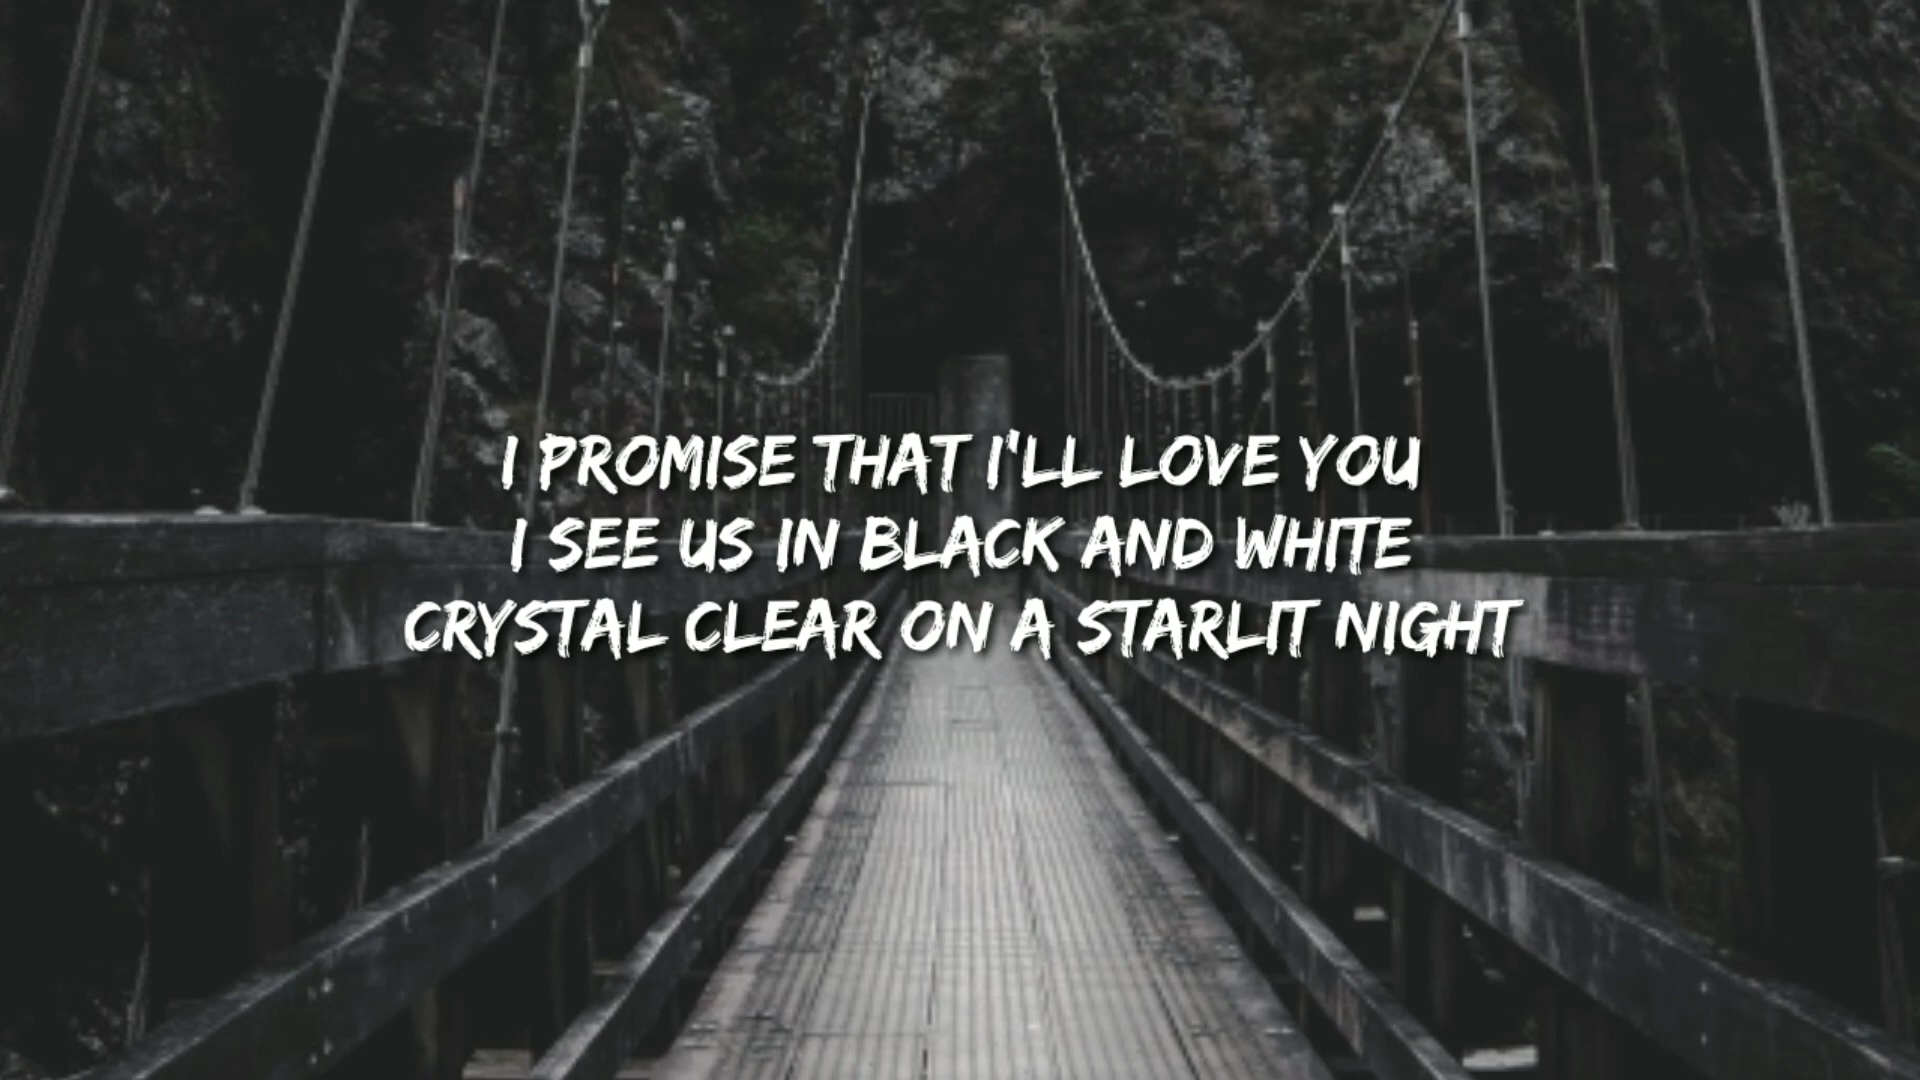 I PROMISE THAT I'LL LOVE YOU
I SEE US IN BLACK AND WHITE
CRYSTAL CLEAR ON A STARLIT NIGHT